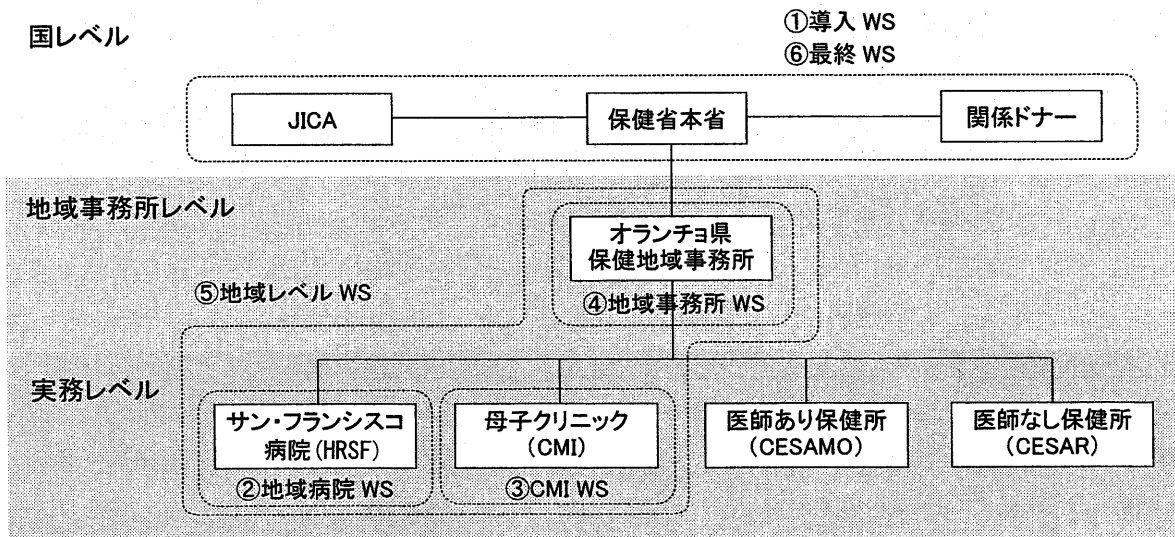 国レベル
①導入 WS
⑥最終 WS
JICA
保健省本省
関係ドナー
地域事務所レベル
オランチョ県
保健地域事務所
⑤地域レベル WS
④地域事務所 WS
実務レベル
サン・フランシスコ
病院(HRSF)
母子クリニック
(CMI)
医師あり保健所
(CESAMO)
医師なし保健所
(CESAR)
②地域病院 WS
③CMI WS